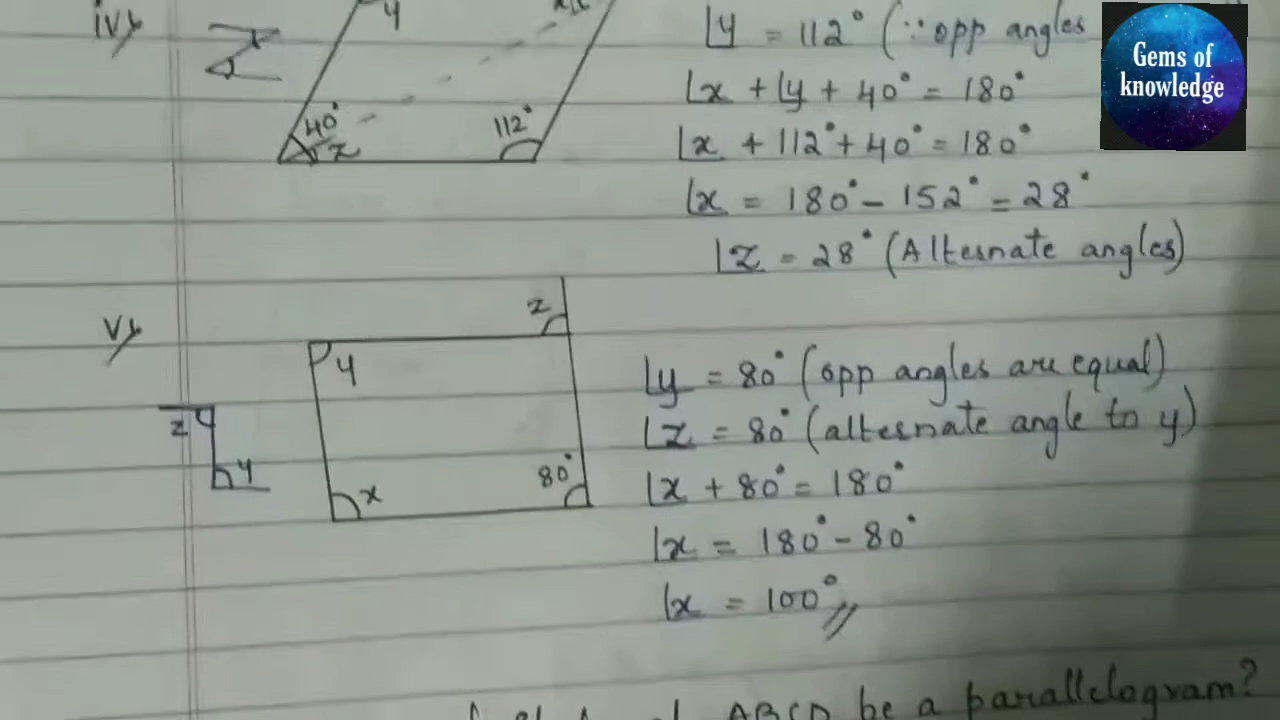 iv)
y
40°
z
112°
∠y = 112° (∵ opp angles
∠x + ∠y + 40° = 180°
∠x + 112° + 40° = 180°
∠x = 180° - 152° = 28°
∠z = 28° (Alternate angles)
Gems of
knowledge
v)
z
y
x
80°
z
y
∠y = 80° (opp angles are equal)
∠z = 80° (alternate angle to y)
∠x + 80° = 180°
∠x = 180° - 80°
∠x = 100° //
ABCD be a parallelogram?